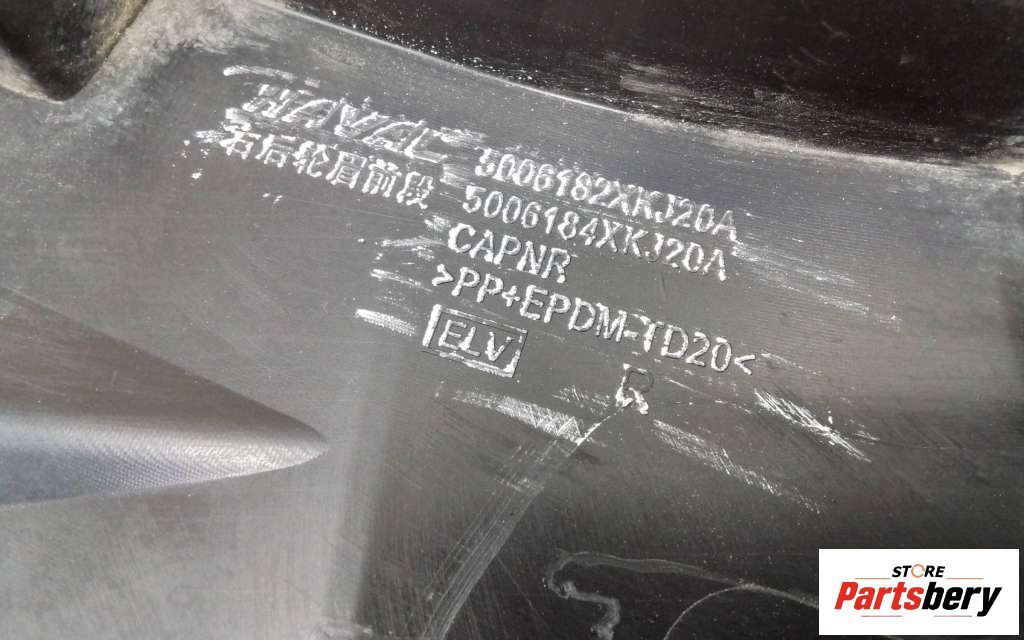 HAVAL
5006182XKJ20A
右后轮眉前段 5006184XKJ20A
CAPNR
>PP+EPDM-TD20<
ELV
R
STORE
Partsbery